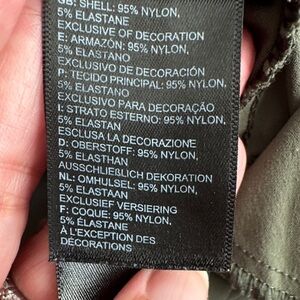 GB: SHELL: 95% NYLON,
5% ELASTANE
EXCLUSIVE OF DECORATION
E: ARMAZÓN: 95% NYLON,
5% ELASTANO
EXCLUSIVO DE DECORACIÓN
P: TECIDO PRINCIPAL: 95% NYLON,
5% ELASTANO
EXCLUSIVO PARA DECORAÇÃO
I: STRATO ESTERNO: 95% NYLON,
5% ELASTAN
ESCLUSA LA DECORAZIONE
D: OBERSTOFF: 95% NYLON,
5% ELASTHAN
AUSSCHLIEßLICH DEKORATION
NL: OMHULSEL: 95% NYLON,
5% ELASTAAN
EXCLUSIEF VERSIERING
F: COQUE: 95% NYLON,
5% ÉLASTANE
À L'EXCEPTION DES
DÉCORATIONS